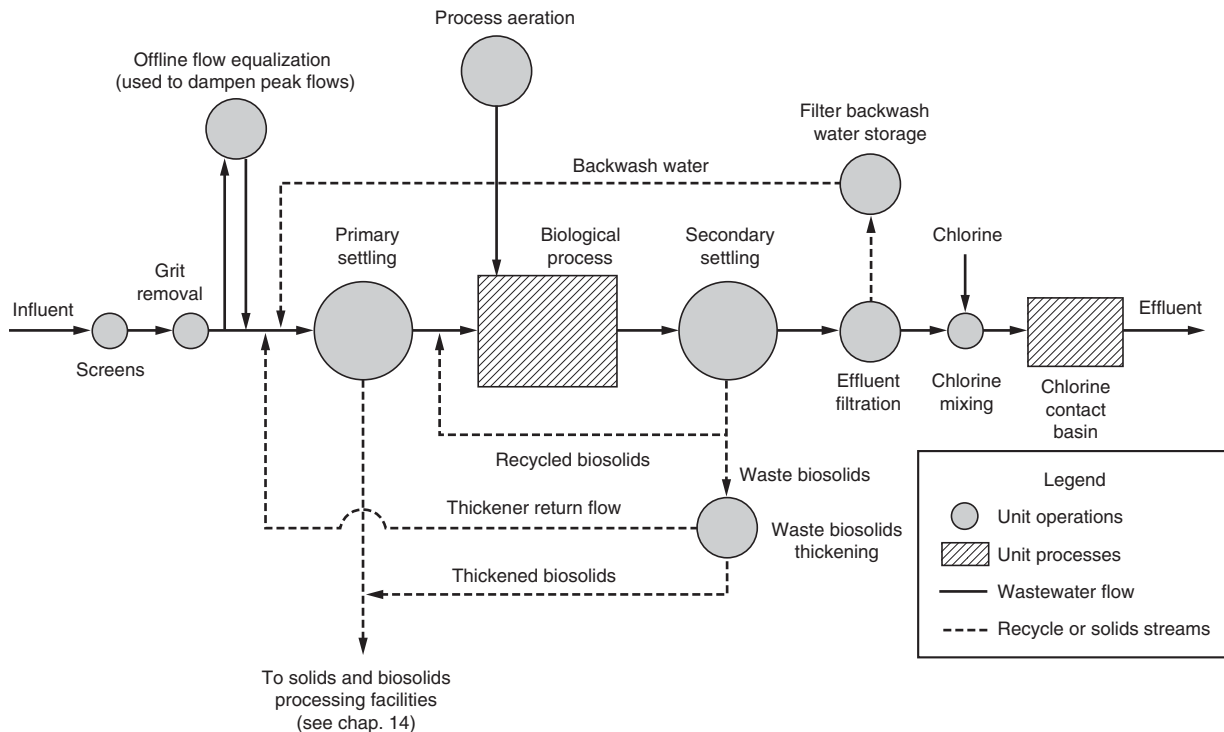 Process aeration
Offline flow equalization
(used to dampen peak flows)
Filter backwash
water storage
Backwash water
Primary
settling
Biological
process
Secondary
settling
Chlorine
Grit
removal
Influent
Effluent
Screens
Effluent
filtration
Chlorine
mixing
Chlorine
contact
basin
Recycled biosolids
Waste biosolids
Thickener return flow
Waste biosolids
thickening
Thickened biosolids
To solids and biosolids
processing facilities
(see chap. 14)
Legend
Unit operations
Unit processes
Wastewater flow
Recycle or solids streams